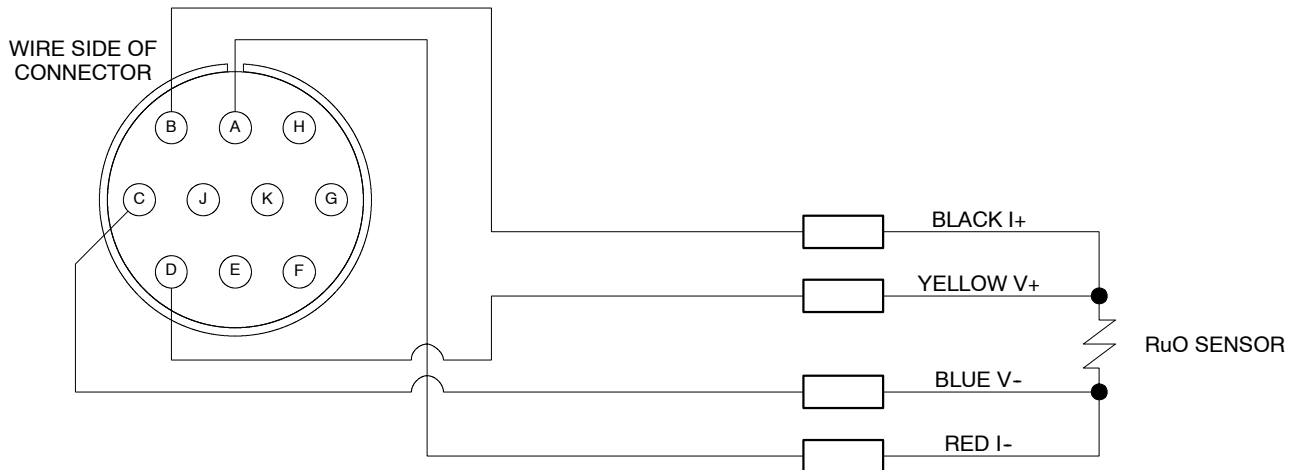 WIRE SIDE OF
CONNECTOR
B A H
C J K G
D E F
BLACK I+
YELLOW V+
RuO SENSOR
BLUE V-
RED I-